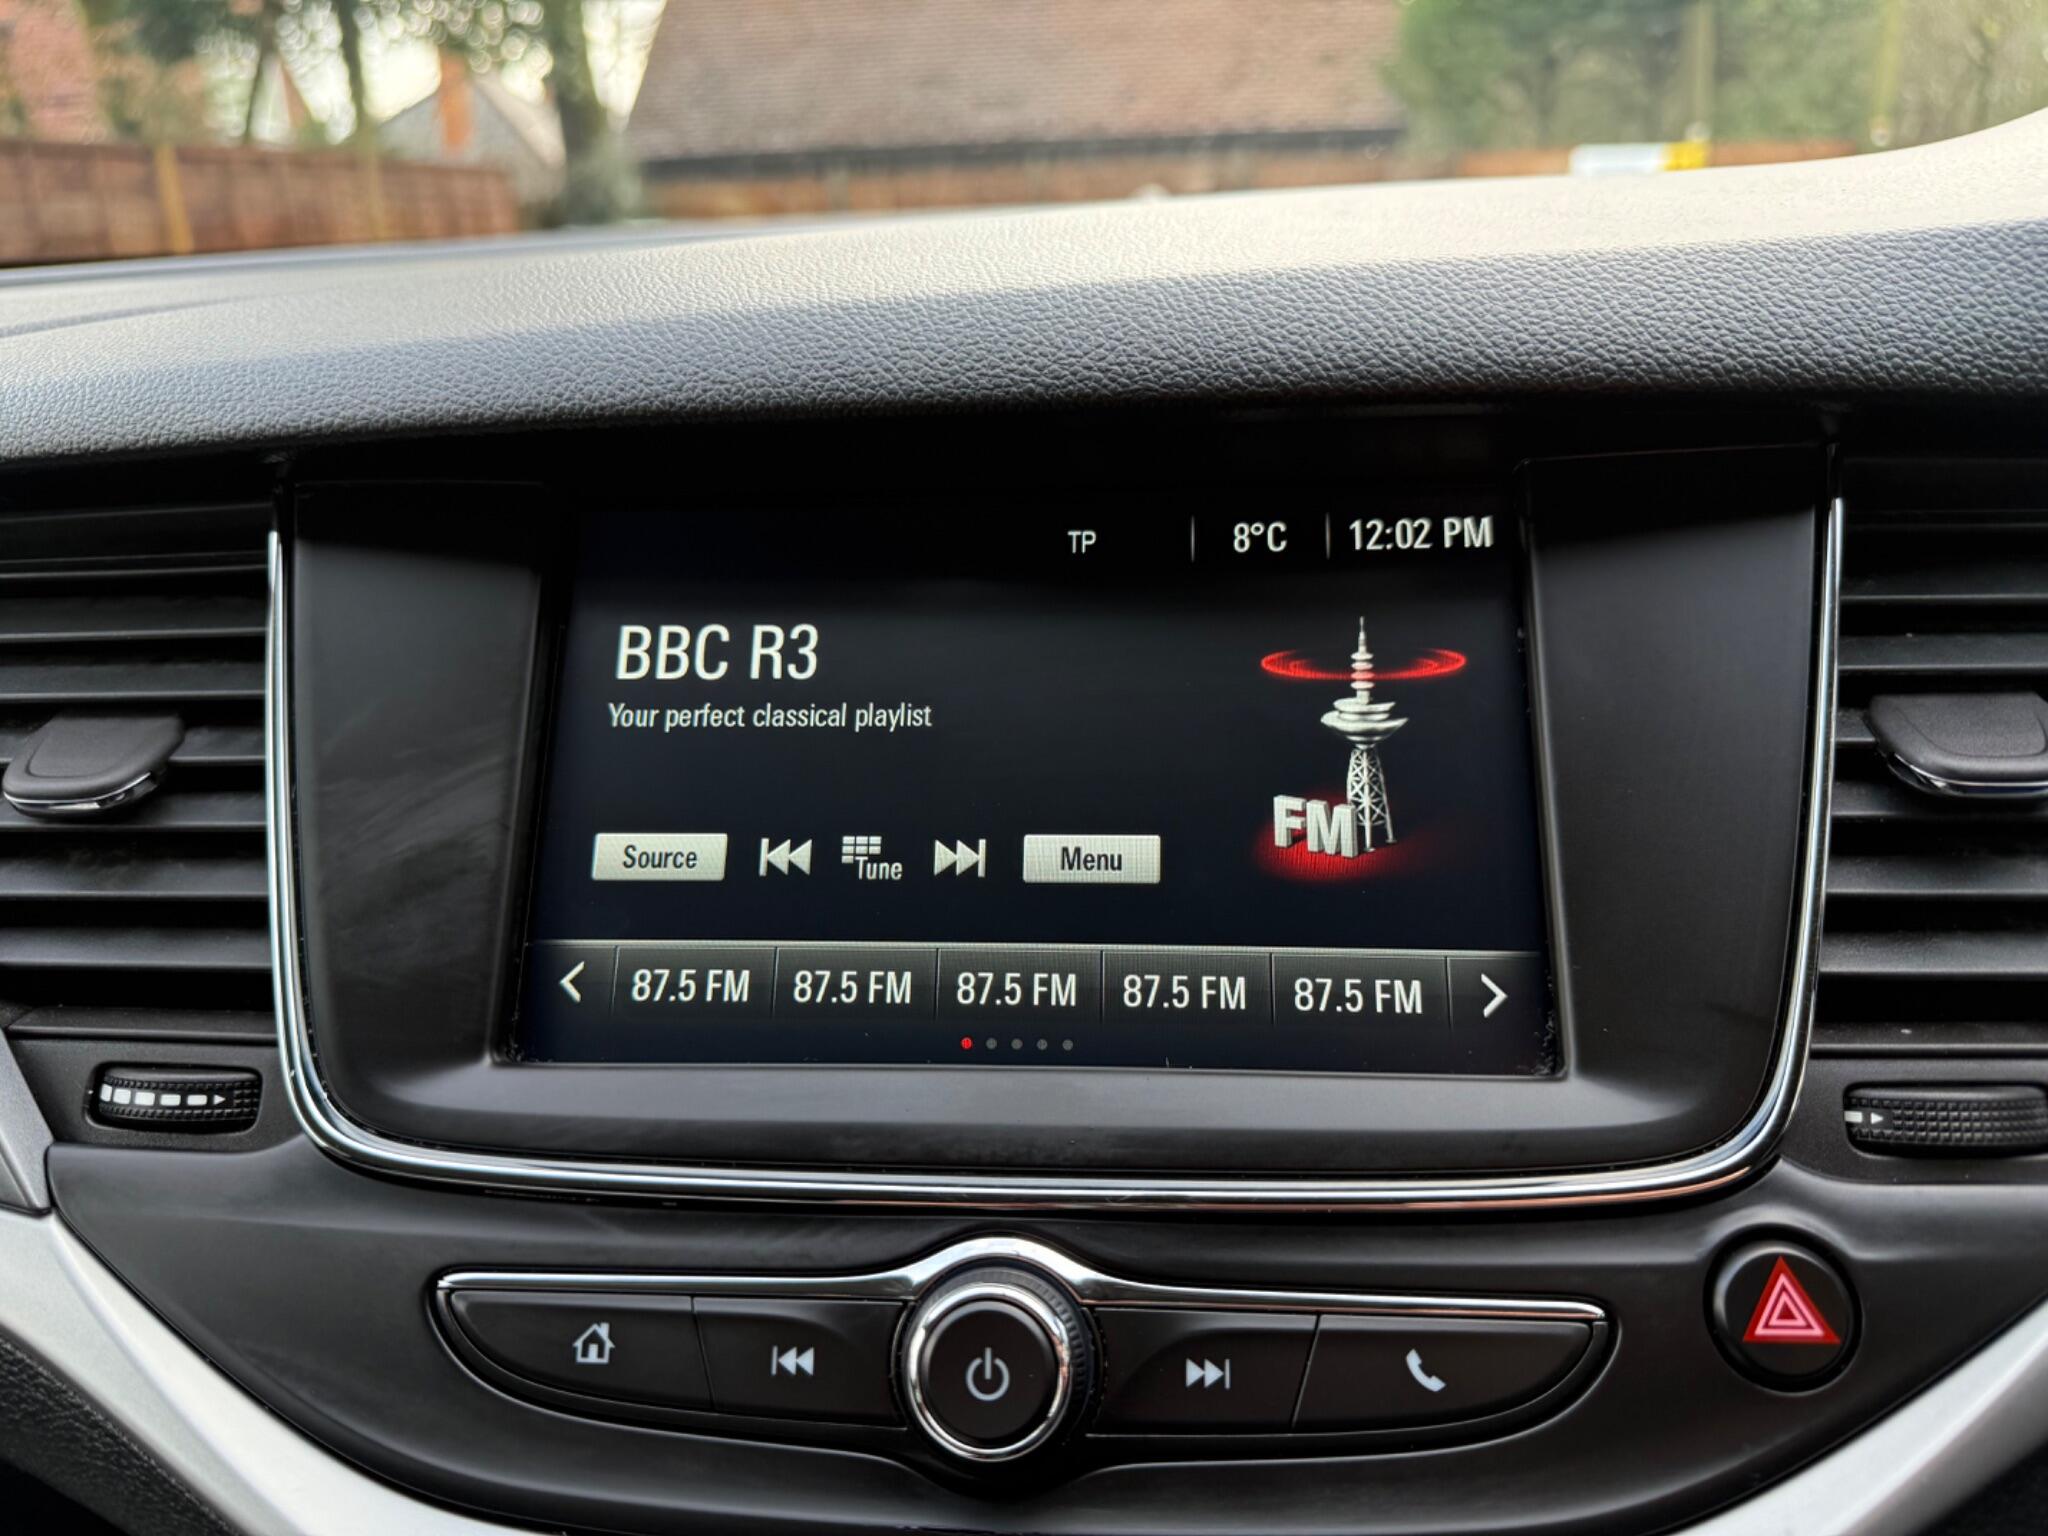 TP 8°C 12:02 PM
BBC R3
Your perfect classical playlist
Source Tune Menu
FM
87.5 FM 87.5 FM 87.5 FM 87.5 FM 87.5 FM